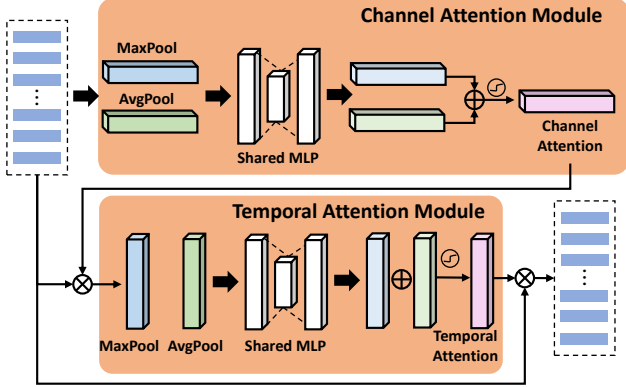 Channel Attention Module
MaxPool
AvgPool
Shared MLP
Channel
Attention
Temporal Attention Module
MaxPool
AvgPool
Shared MLP
Temporal
Attention